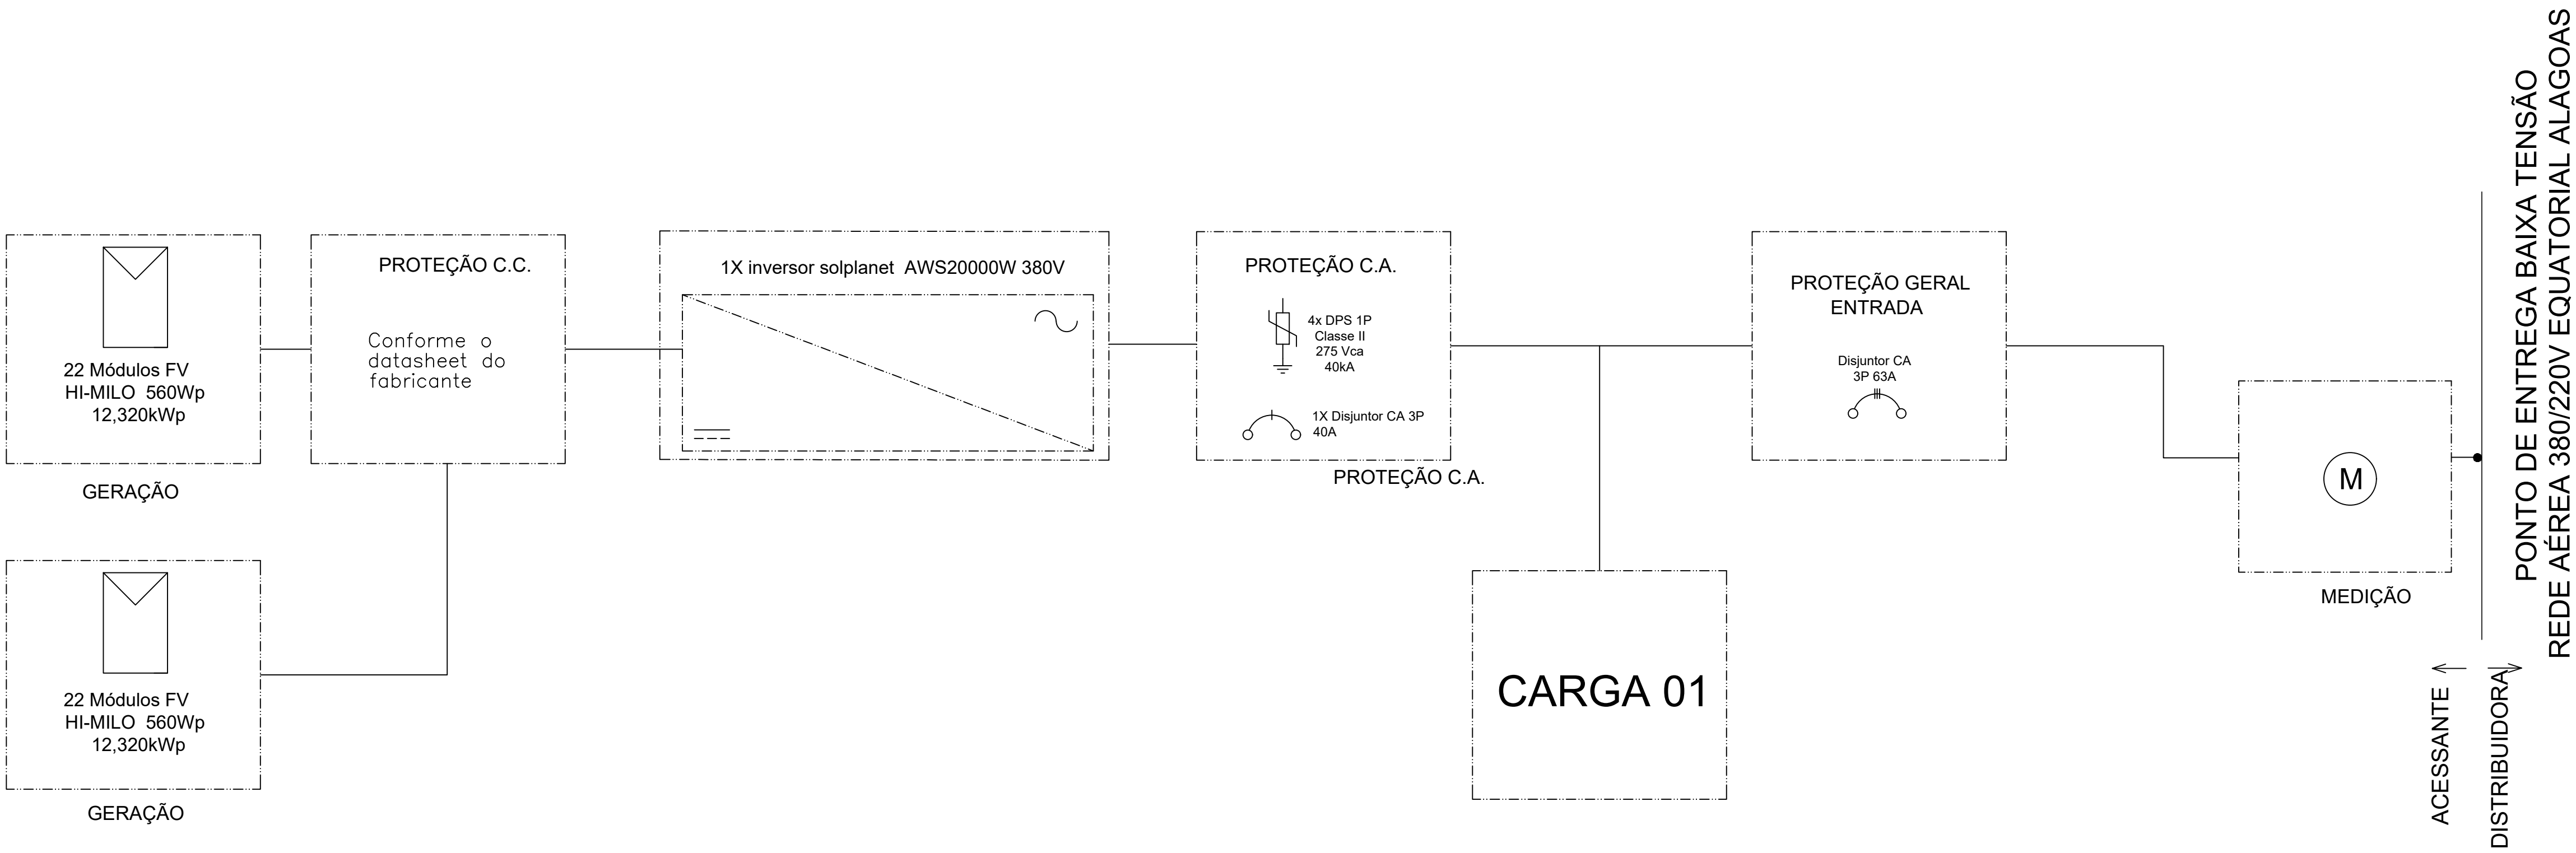 22 Módulos FV
HI-MILO 560Wp
12,320kWp
GERAÇÃO
22 Módulos FV
HI-MILO 560Wp
12,320kWp
GERAÇÃO
PROTEÇÃO C.C.
Conforme o
datasheet do
fabricante
1X inversor solplanet AWS20000W 380V
PROTEÇÃO C.A.
4x DPS 1P
Classe II
275 Vca
40kA
1X Disjuntor CA 3P
40A
PROTEÇÃO C.A.
CARGA 01
PROTEÇÃO GERAL
ENTRADA
Disjuntor CA
3P 63A
M
MEDIÇÃO
PONTO DE ENTREGA BAIXA TENSÃO
REDE AÉREA 380/220V EQUATORIAL ALAGOAS
ACESSANTE
DISTRIBUIDORA